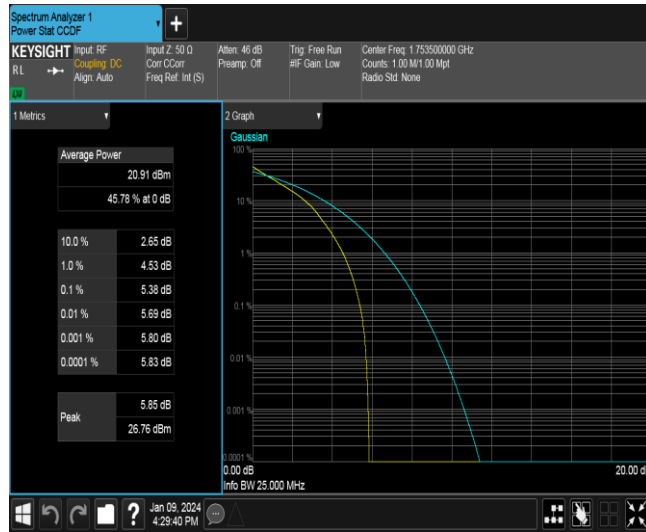 Spectrum Analyzer 1
Power Stat CCDF
+
KEYSIGHT
RL
LXI
Input: RF
Coupling: DC
Align: Auto
Input Z: 50 Ω
Corr CCorr
Freq Ref: Int (S)
Atten: 46 dB
Preamp: Off
Trig: Free Run
#IF Gain: Low
Center Freq: 1.753500000 GHz
Counts: 1.00 M/1.00 Mpt
Radio Std: None
1 Metrics
Average Power
20.91 dBm
45.78 % at 0 dB
10.0 % 2.65 dB
1.0 % 4.53 dB
0.1 % 5.38 dB
0.01 % 5.69 dB
0.001 % 5.80 dB
0.0001 % 5.83 dB
Peak
5.85 dB
26.76 dBm
2 Graph
Gaussian
100 %
10 %
1 %
0.1 %
0.01 %
0.001 %
0.0001 %
0.00 dB 20.00 d
Info BW 25.000 MHz
?
Jan 09, 2024
4:29:40 PM